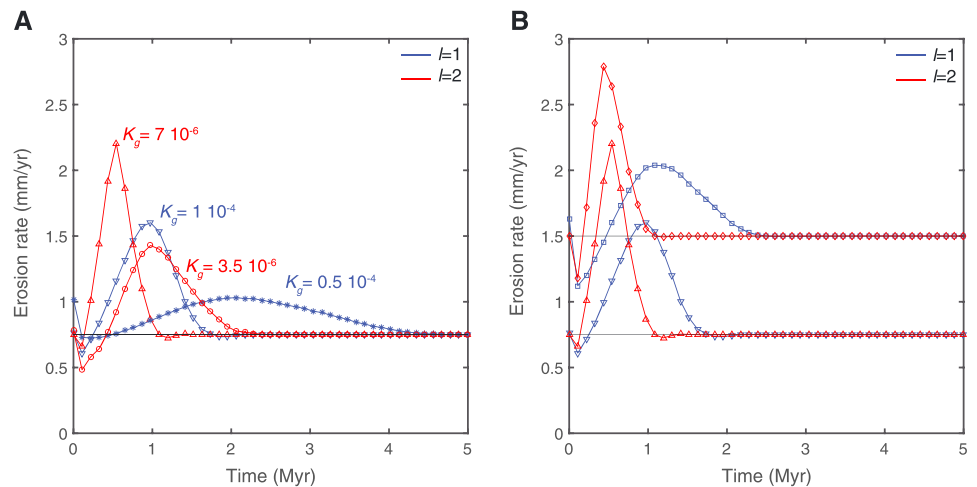 A
3
2.5
2
1.5
1
0.5
0
Erosion rate (mm/yr)
l=1
l=2
Kg= 7 10-6
Kg= 1 10-4
Kg= 3.5 10-6
Kg= 0.5 10-4
0 1 2 3 4 5
Time (Myr)
B
3
2.5
2
1.5
1
0.5
0
Erosion rate (mm/yr)
l=1
l=2
0 1 2 3 4 5
Time (Myr)